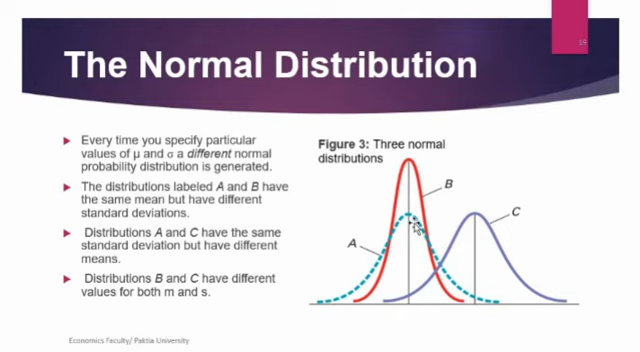 19
The Normal Distribution
Every time you specify particular
values of μ and σ a different normal
probability distribution is generated.
The distributions labeled A and B have
the same mean but have different
standard deviations.
Distributions A and C have the same
standard deviation but have different
means.
Distributions B and C have different
values for both m and s.
Figure 3: Three normal
distributions
B
C
A
Economics Faculty/ Paktia University